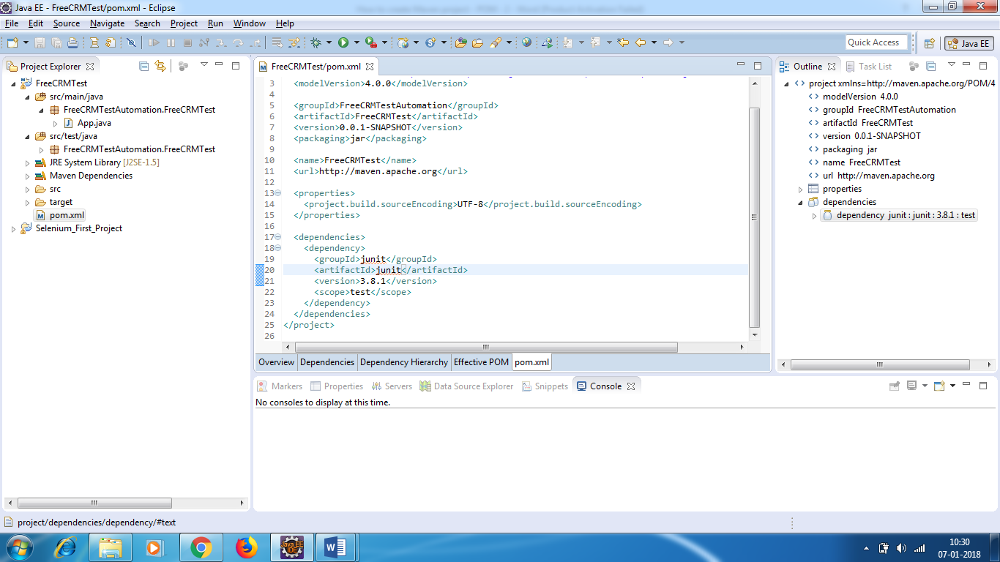 Java EE - FreeCRMTest/pom.xml - Eclipse
File Edit Source Navigate Search Project Run Window Help
Quick Access
Java EE
Project Explorer
FreeCRMTest
src/main/java
FreeCRMTestAutomation.FreeCRMTest
App.java
src/test/java
FreeCRMTestAutomation.FreeCRMTest
JRE System Library [J2SE-1.5]
Maven Dependencies
src
target
pom.xml
Selenium_First_Project
FreeCRMTest/pom.xml
3 <modelVersion>4.0.0</modelVersion>
4
5 <groupId>FreeCRMTestAutomation</groupId>
6 <artifactId>FreeCRMTest</artifactId>
7 <version>0.0.1-SNAPSHOT</version>
8 <packaging>jar</packaging>
9
10 <name>FreeCRMTest</name>
11 <url>http://maven.apache.org</url>
12
13 <properties>
14 <project.build.sourceEncoding>UTF-8</project.build.sourceEncoding>
15 </properties>
16
17 <dependencies>
18 <dependency>
19 <groupId>junit</groupId>
20 <artifactId>junit</artifactId>
21 <version>3.8.1</version>
22 <scope>test</scope>
23 </dependency>
24 </dependencies>
25 </project>
26
Overview Dependencies Dependency Hierarchy Effective POM pom.xml
Outline Task List
project xmlns=http://maven.apache.org/POM/4
modelVersion 4.0.0
groupId FreeCRMTestAutomation
artifactId FreeCRMTest
version 0.0.1-SNAPSHOT
packaging jar
name FreeCRMTest
url http://maven.apache.org
properties
dependencies
dependency junit : junit : 3.8.1 : test
Markers Properties Servers Data Source Explorer Snippets Console
No consoles to display at this time.
project/dependencies/dependency/#text
Java EE
IDE
10:30
07-01-2018